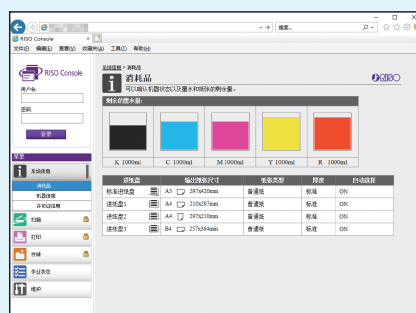 搜索...
RISO Console
文件(F) 编辑(E) 查看(V) 收藏夹(A) 工具(T) 帮助(H)
RISO Console
用户名:
密码:
登录
菜单
系统信息
消耗品
机器信息
许可证信息
扫描
打印
存储
作业状态
维护
系统信息 > 消耗品
消耗品
可以确认机器状态以及墨水和纸张的剩余量。
RISO
剩余的墨水量:
K 1000ml C 1000ml M 1000ml Y 1000ml R 1000ml
进纸盘 输出纸张尺寸 纸张类型 厚度 自动选择
标准进纸盘 A3 297x420mm 普通纸 标准 ON
进纸盘1 A4 210x297mm 普通纸 标准 ON
进纸盘2 A4 297x210mm 普通纸 标准 ON
进纸盘3 B4 257x364mm 普通纸 标准 ON